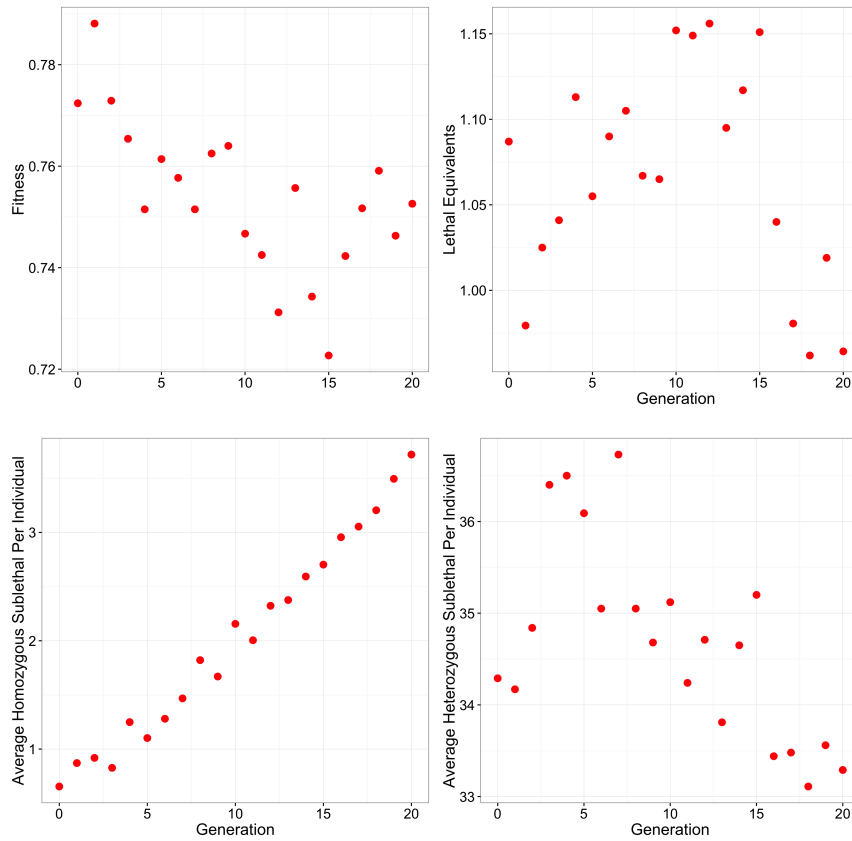 Fitness
0.78
0.76
0.74
0.72
0 5 10 15 20
Lethal Equivalents
1.15
1.10
1.05
1.00
0 5 10 15 20
Generation
Average Homozygous Sublethal Per Individual
3
2
1
0 5 10 15 20
Generation
Average Heterozygous Sublethal Per Individual
36
35
34
33
0 5 10 15 20
Generation